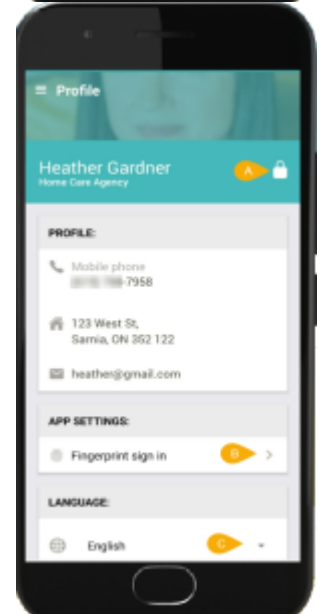 Profile
Heather Gardner
A
Home Care Agency
PROFILE:
Mobile phone
-7958
123 West St,
Sarnia, ON 352 122
heather@gmail.com
APP SETTINGS:
Fingerprint sign in
B
LANGUAGE:
English
C